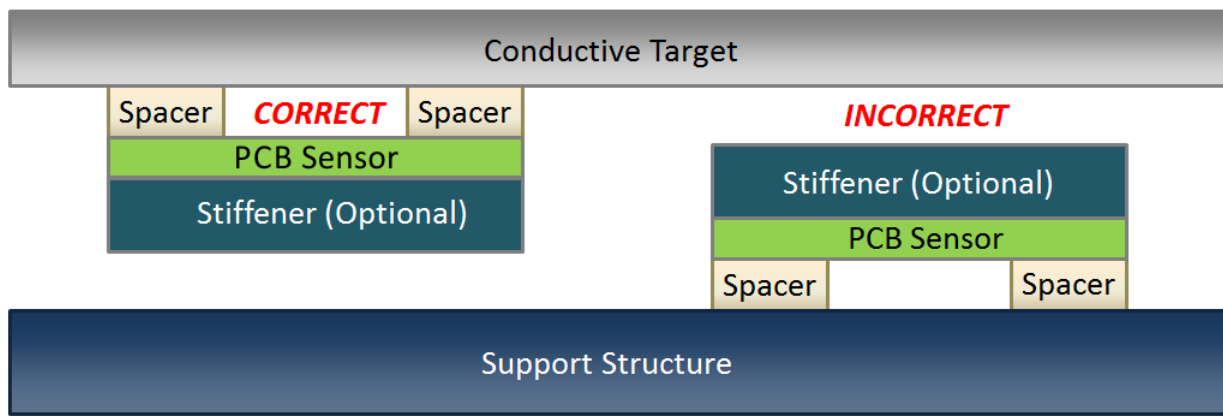 Conductive Target
Spacer CORRECT Spacer INCORRECT
PCB Sensor
Stiffener (Optional)
Stiffener (Optional)
PCB Sensor
Spacer Spacer
Support Structure